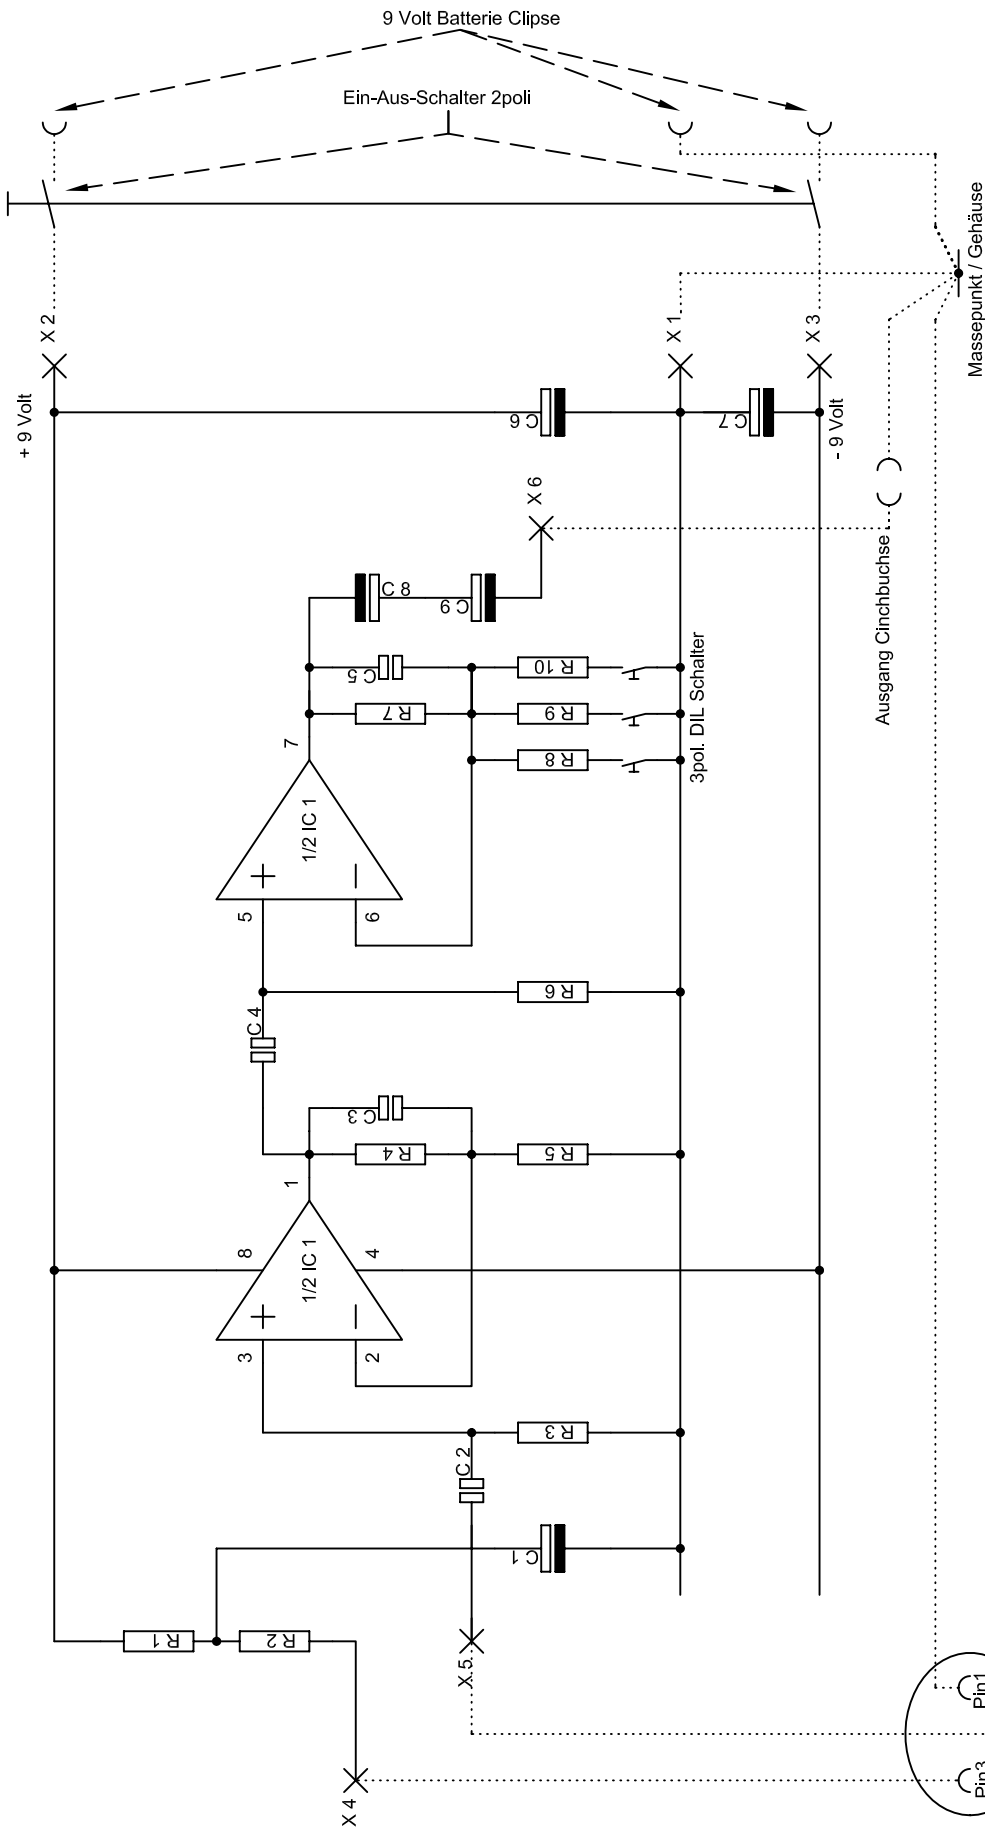 9 Volt Batterie Clipse
Ein-Aus-Schalter 2poli
X 2
X 1
X 3
Massepunkt / Gehäuse
+ 9 Volt
- 9 Volt
C 6
C 7
X 6
Ausgang Cinchbuchse
C 8
C 9
C 5
R 10
R 7
R 9
R 8
3pol. DIL Schalter
7
1/2 IC 1
5
6
R 6
C 4
C 3
R 4
R 5
1
8
4
1/2 IC 1
3
2
R 3
C 2
C 1
R 1
R 2
X 5
X 4
Pin1
Pin3